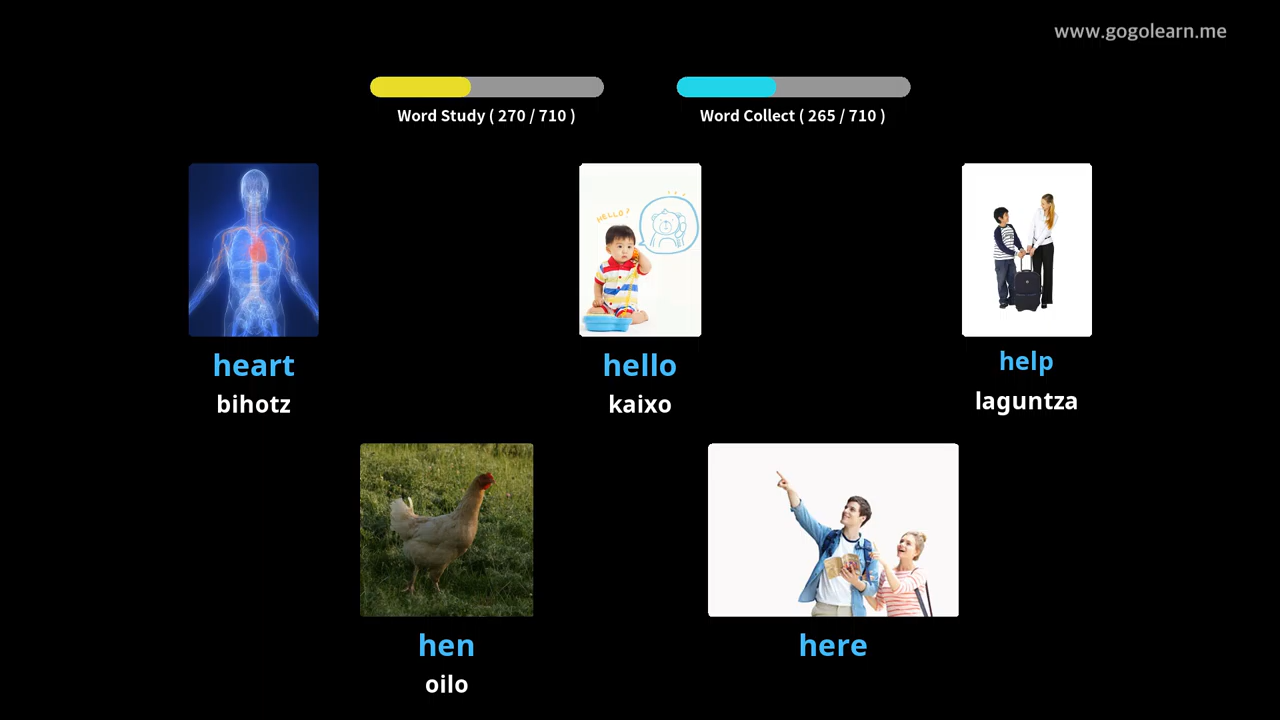 www.gogolearn.me
Word Study ( 270 / 710 )
Word Collect ( 265 / 710 )
HELLO?
heart
hello
help
bihotz
kaixo
laguntza
hen
here
oilo